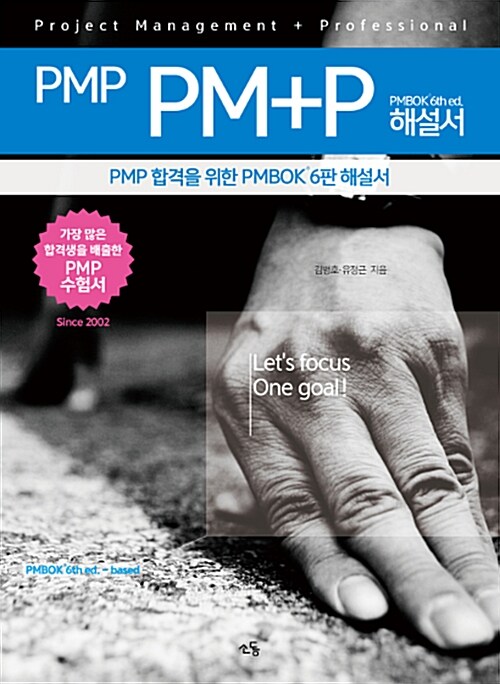 Project Management + Professional
PMP PM+P PMBOK® 6th ed.
해설서
PMP 합격을 위한 PMBOK® 6판 해설서
가장 많은
합격생을 배출한
PMP
수험서
Since 2002
김병호·유정근 지음
Let's focus
One goal!
PMBOK® 6th ed. - based
소동